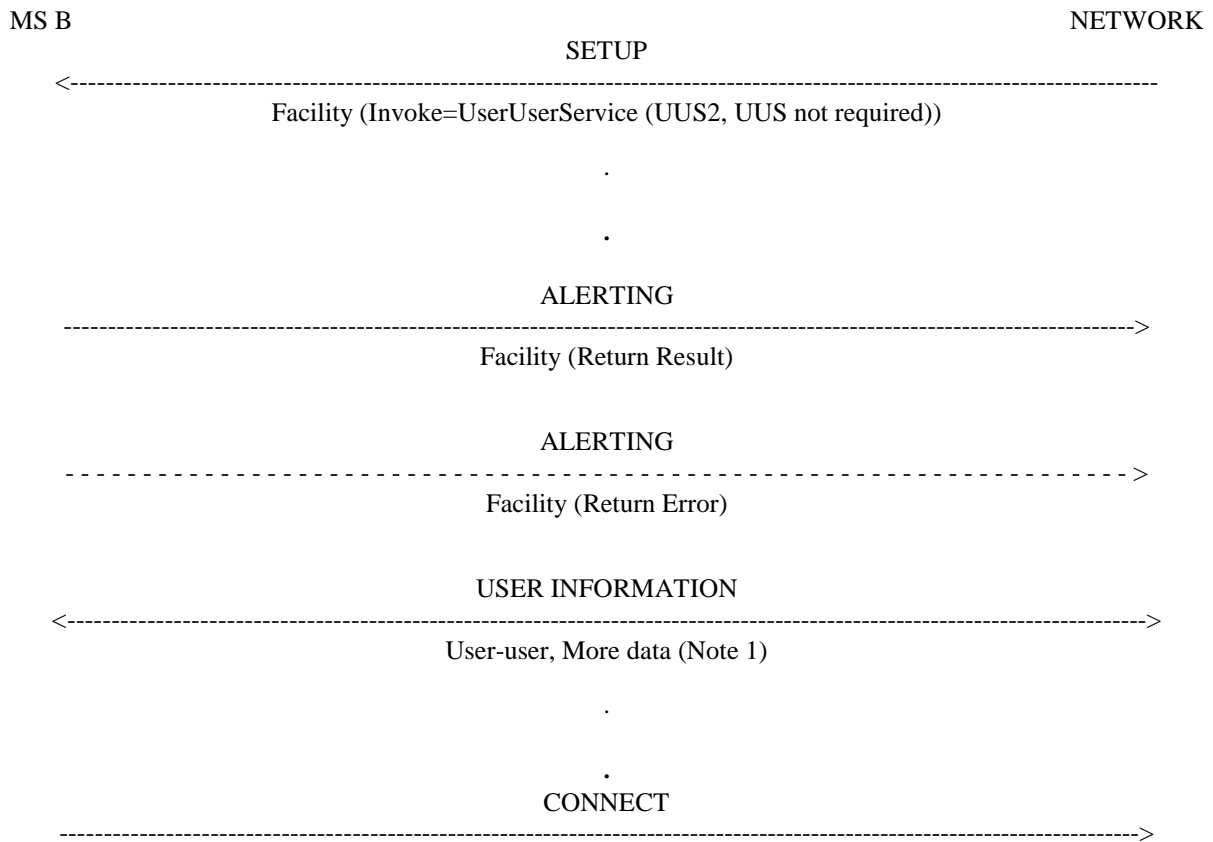 MS B NETWORK
SETUP
<------------------------------------------------------------------------------------------------------------------------
Facility (Invoke=UserUserService (UUS2, UUS not required))
.
.
ALERTING
------------------------------------------------------------------------------------------------------------------------>
Facility (Return Result)
ALERTING
- - - - - - - - - - - - - - - - - - - - - - - - - - - - - - - - - - - - - - - - - - - - - - - - - - - - - - - - - - - - - - - - - - - - - - >
Facility (Return Error)
USER INFORMATION
<------------------------------------------------------------------------------------------------------------------------>
User-user, More data (Note 1)
.
.
CONNECT
------------------------------------------------------------------------------------------------------------------------>